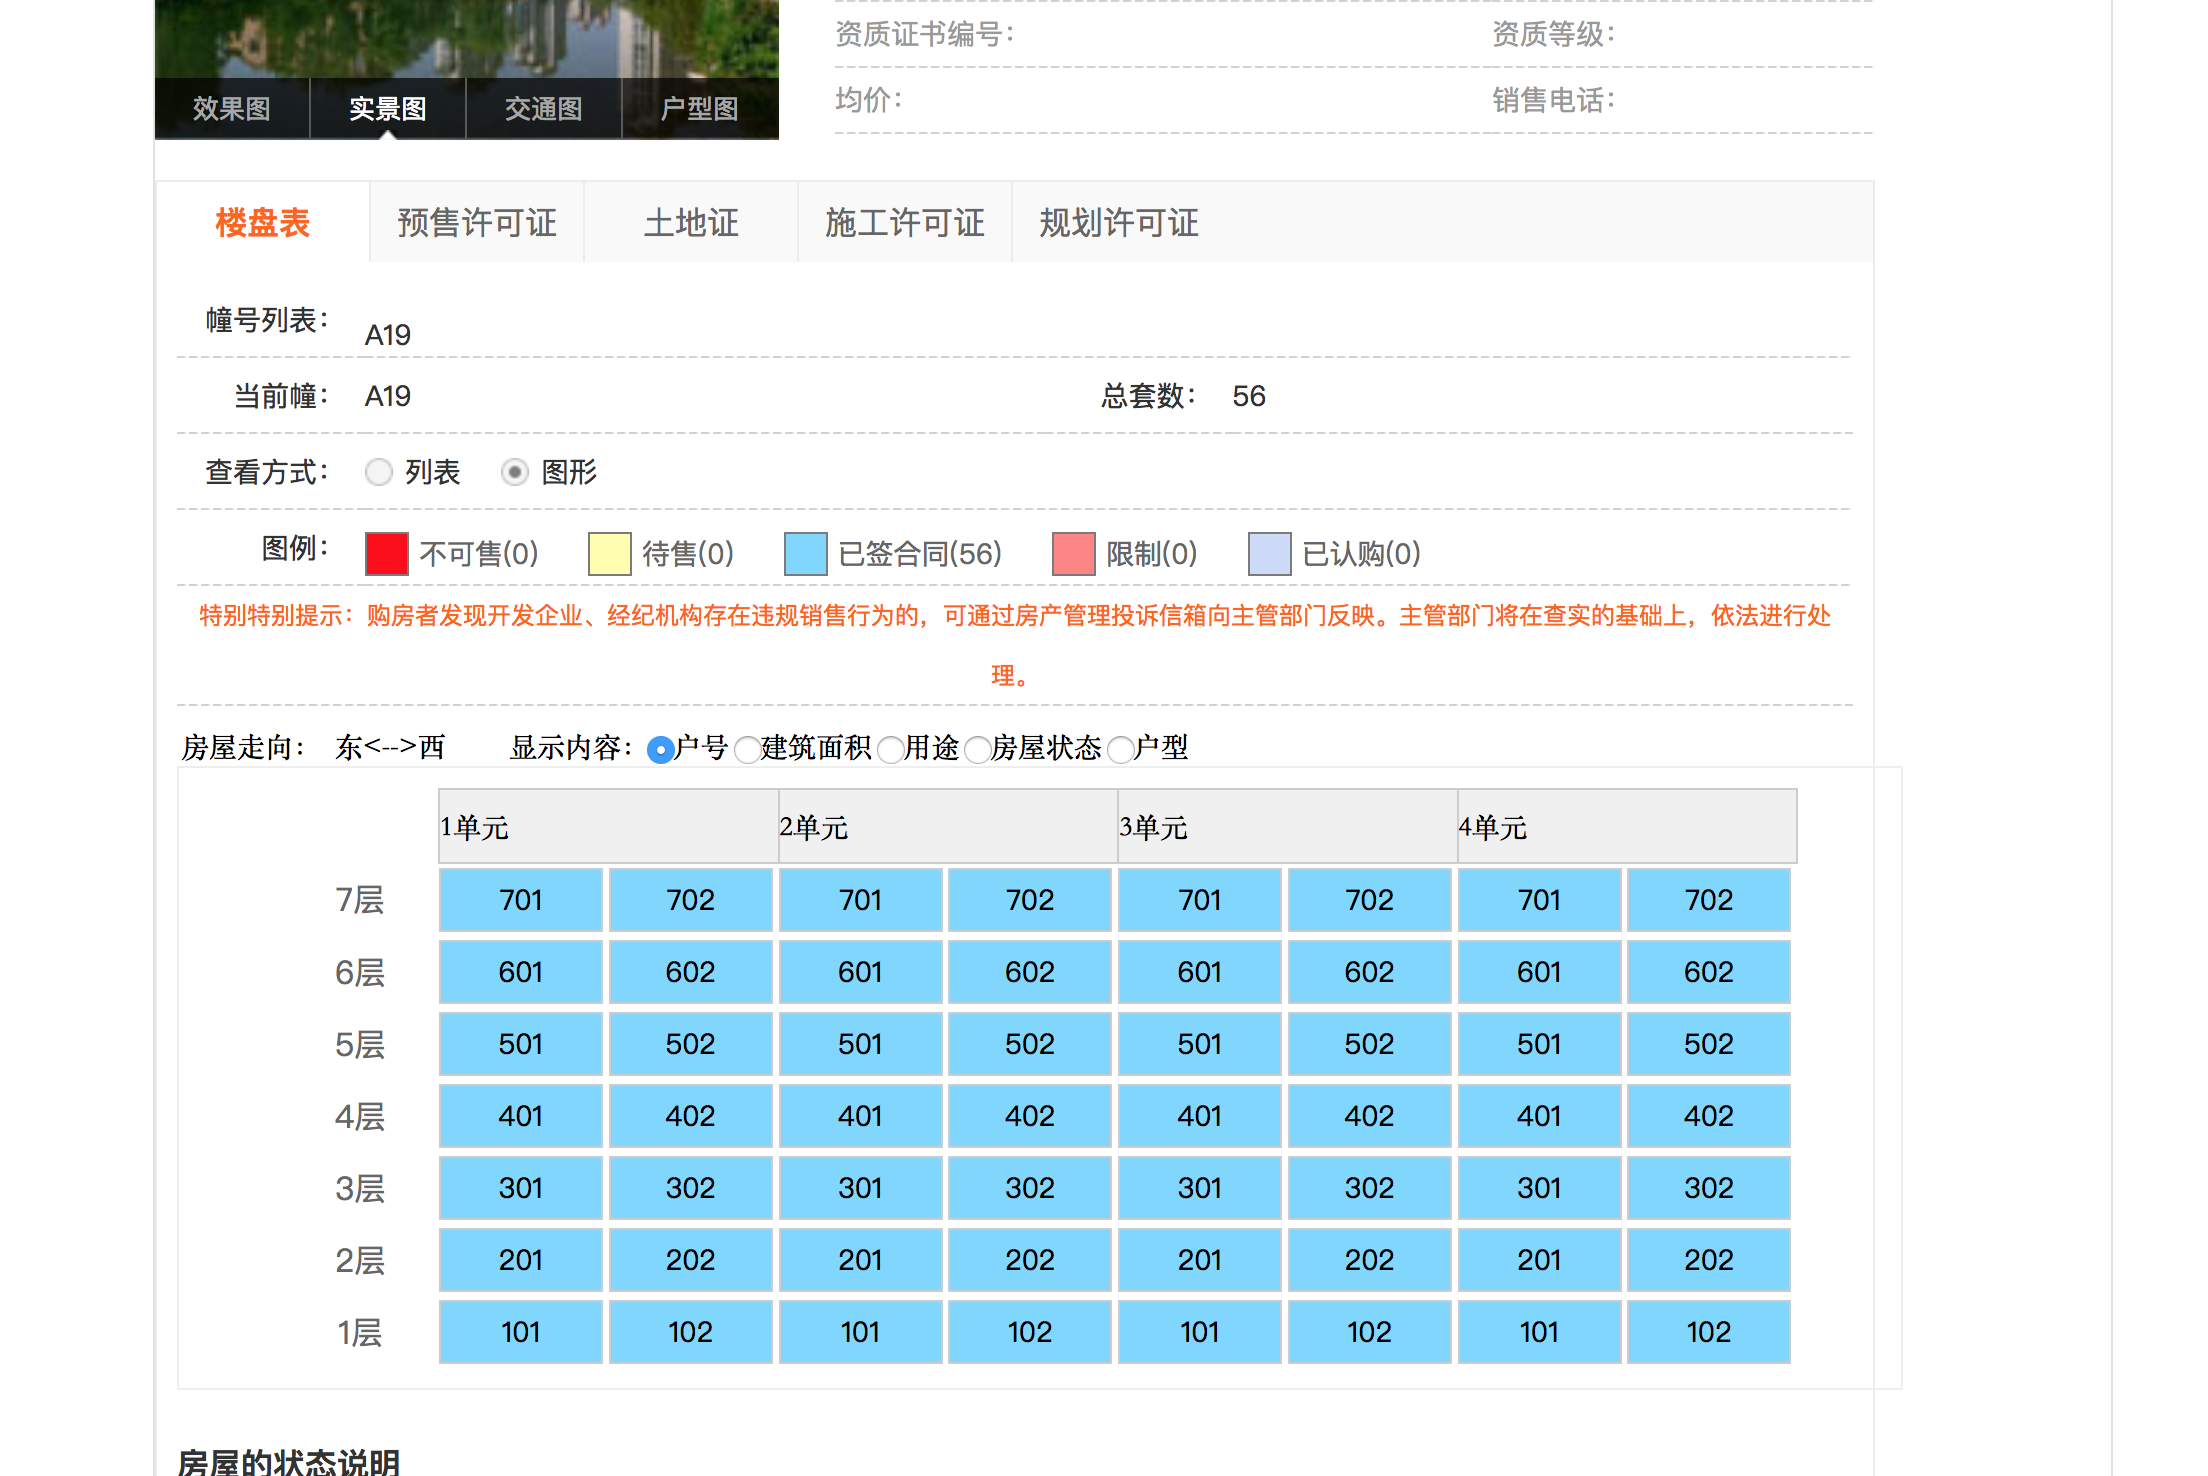 资质证书编号： 资质等级：
均价： 销售电话：
效果图 实景图 交通图 户型图
楼盘表 预售许可证 土地证 施工许可证 规划许可证
幢号列表： A19
当前幢： A19 总套数： 56
查看方式： 列表 图形
图例： 不可售(0) 待售(0) 已签合同(56) 限制(0) 已认购(0)
特别特别提示：购房者发现开发企业、经纪机构存在违规销售行为的，可通过房产管理投诉信箱向主管部门反映。主管部门将在查实的基础上，依法进行处
理。
房屋走向： 东<-->西 显示内容： 户号 建筑面积 用途 房屋状态 户型
1单元 2单元 3单元 4单元
7层 701 702 701 702 701 702 701 702
6层 601 602 601 602 601 602 601 602
5层 501 502 501 502 501 502 501 502
4层 401 402 401 402 401 402 401 402
3层 301 302 301 302 301 302 301 302
2层 201 202 201 202 201 202 201 202
1层 101 102 101 102 101 102 101 102
房屋的状态说明